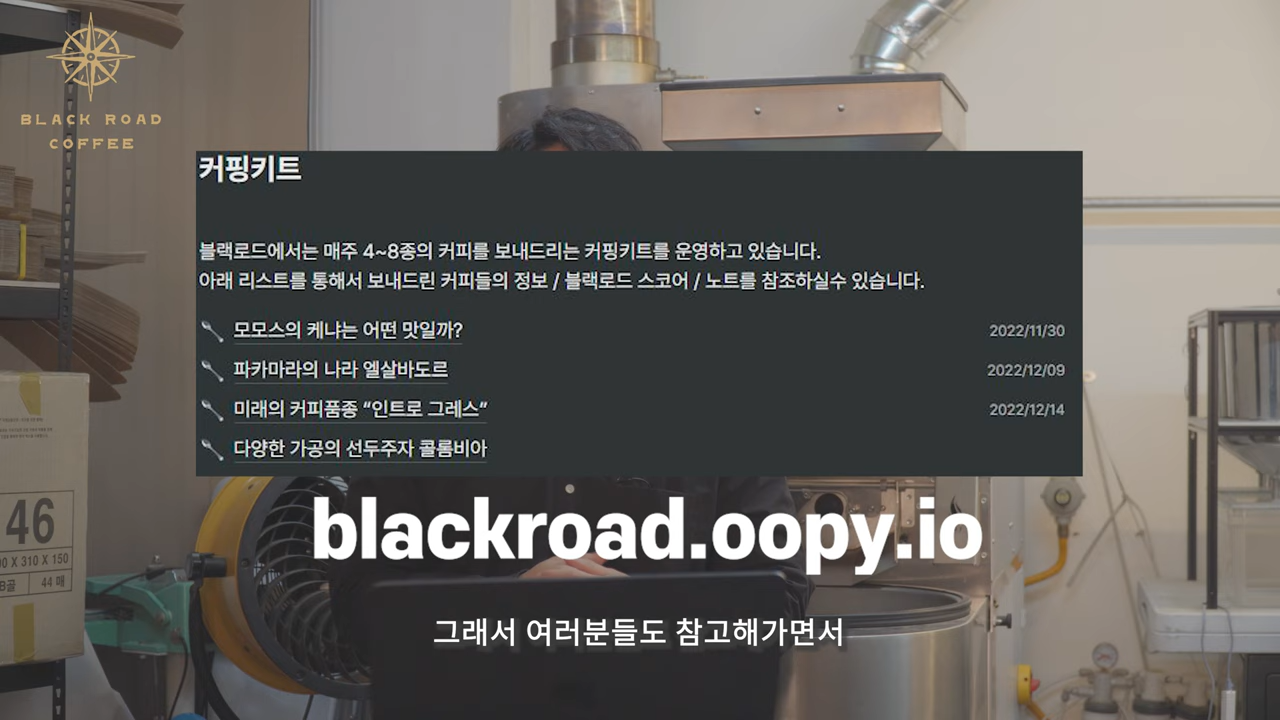 BLACK ROAD
COFFEE
커핑키트
블랙로드에서는 매주 4~8종의 커피를 보내드리는 커핑키트를 운영하고 있습니다.
아래 리스트를 통해서 보내드린 커피들의 정보 / 블랙로드 스코어 / 노트를 참조하실수 있습니다.
모모스의 케냐는 어떤 맛일까?
2022/11/30
파카마라의 나라 엘살바도르
2022/12/09
미래의 커피품종 “인트로 그레스”
2022/12/14
다양한 가공의 선두주자 콜롬비아
blackroad.oopy.io
46
X 310 X 150
B골 44 매
그래서 여러분들도 참고해가면서